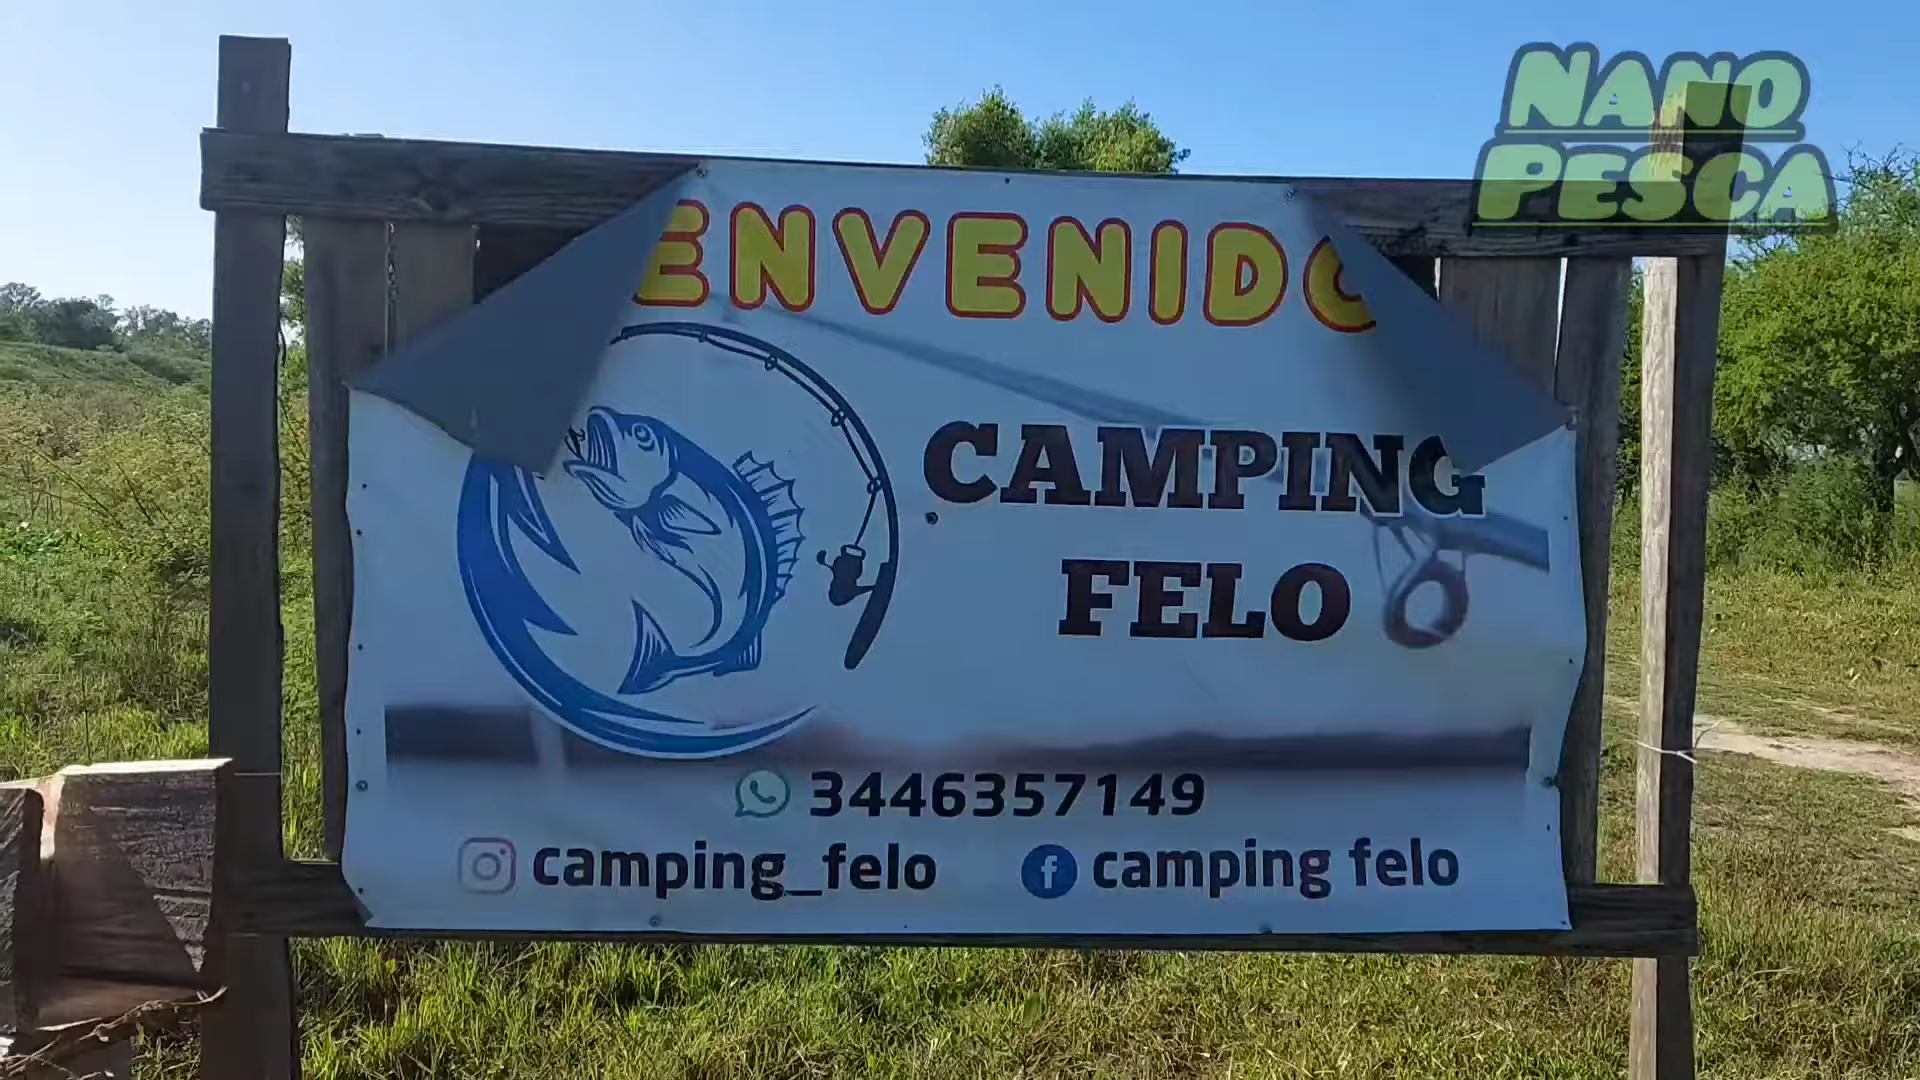 NANO
PESCA
ENVENIDO
CAMPING
FELO
3446357149
camping_felo
camping felo